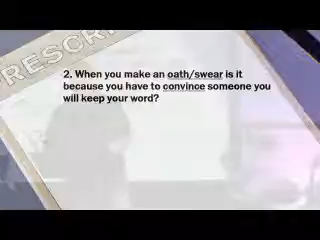 PRESCRI
2. When you make an oath/swear is it
because you have to convince someone you
will keep your word?